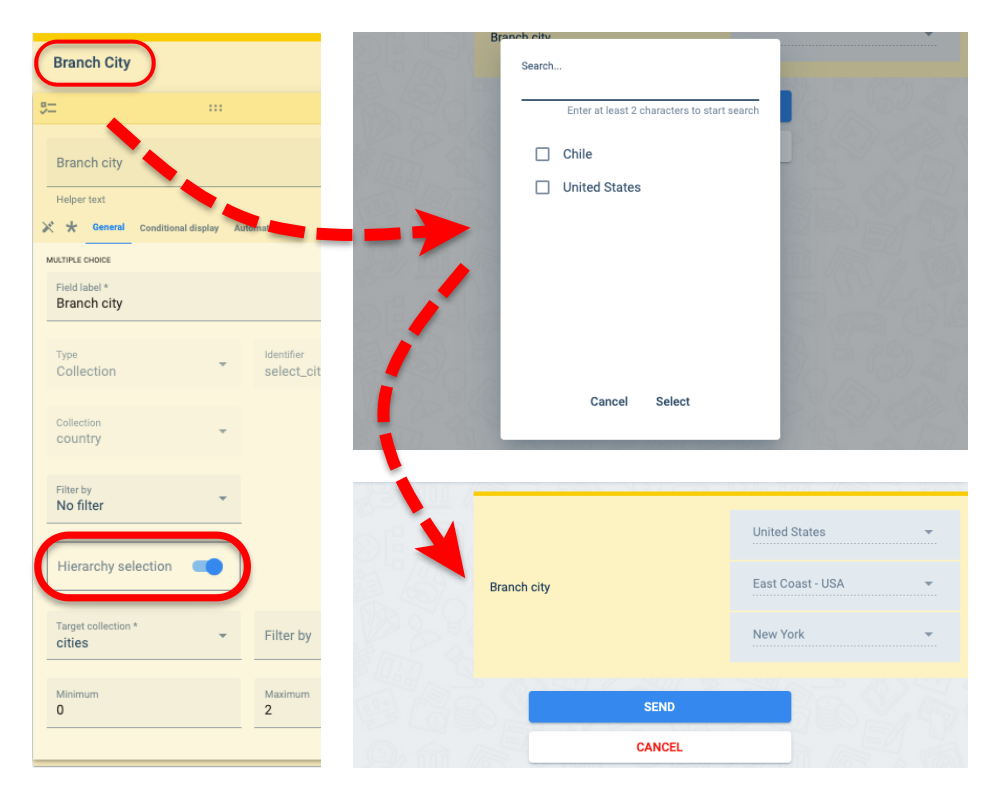 Branch City
Branch city
Helper text
General Conditional display
MULTIPLE CHOICE
Field label *
Branch city
Type
Collection
Identifier
select_cit
Collection
country
Filter by
No filter
Hierarchy selection
Target collection *
cities
Filter by
Minimum
0
Maximum
2
Branch city
Search...
Enter at least 2 characters to start search
Chile
United States
Cancel Select
Branch city
United States
East Coast - USA
New York
SEND
CANCEL